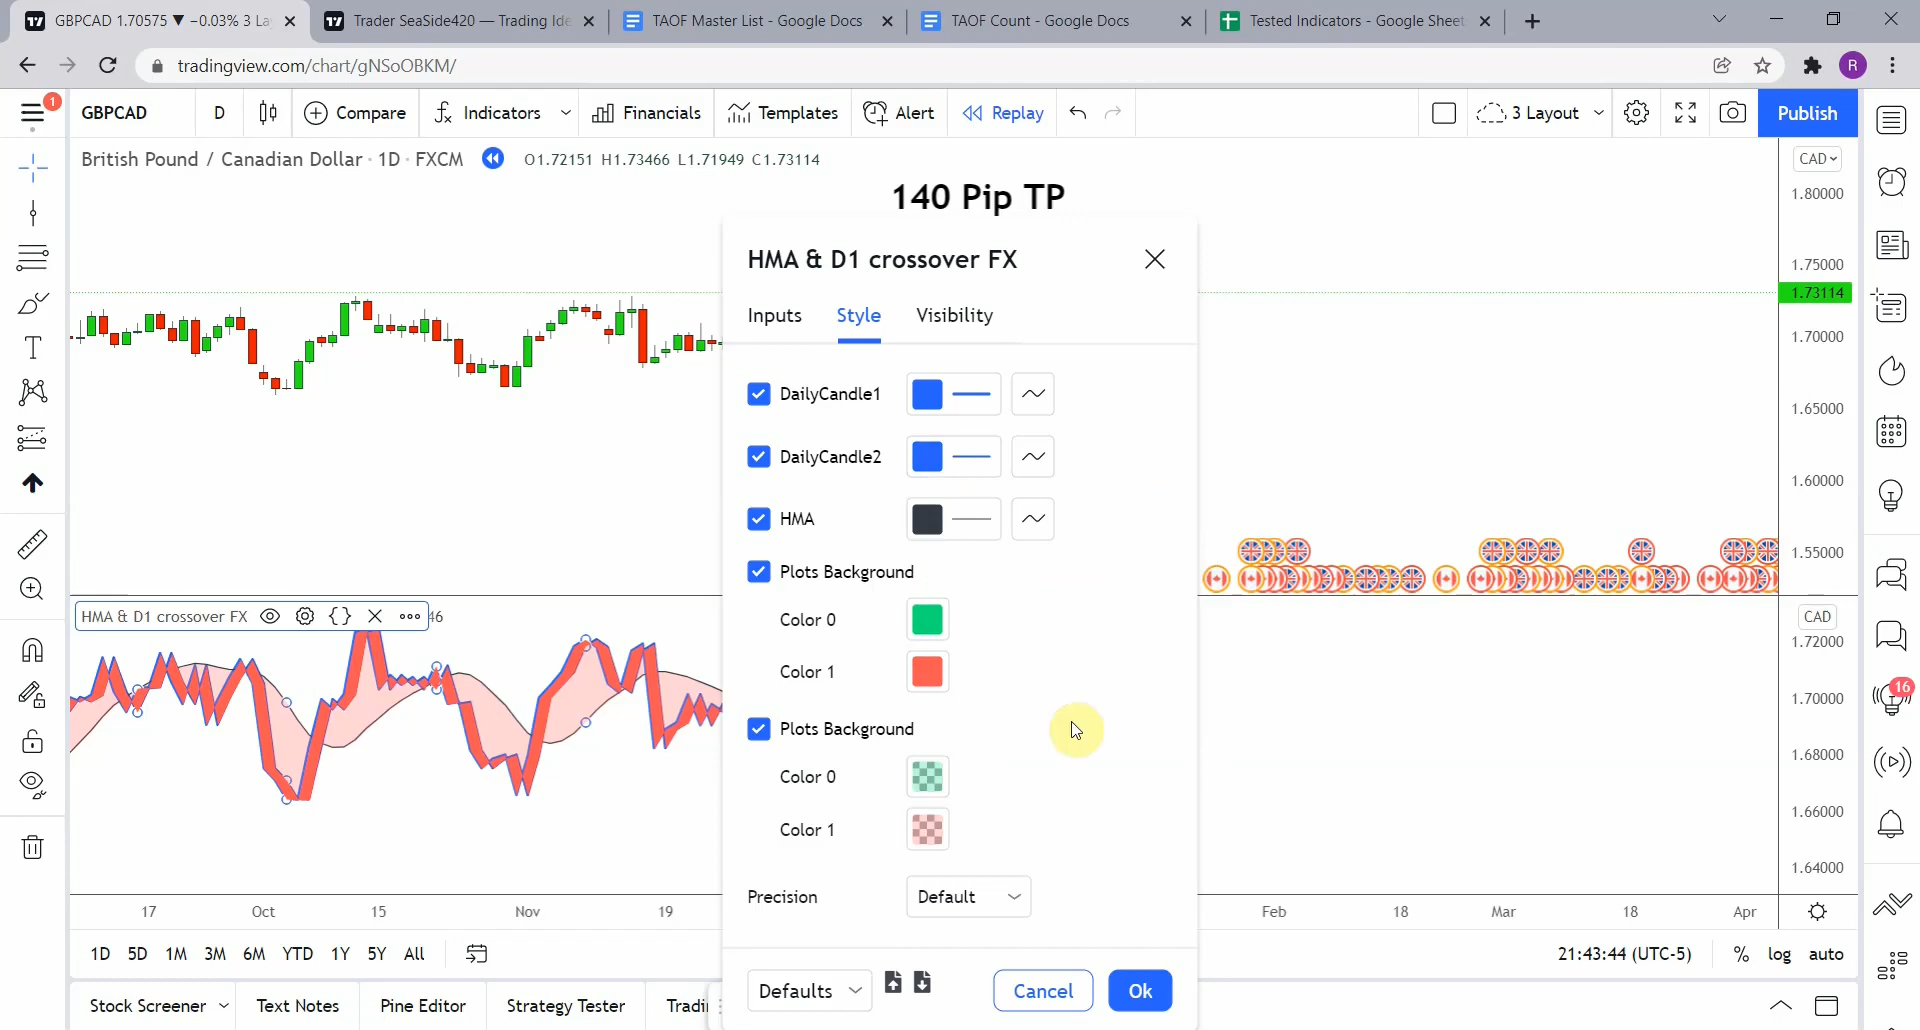 GBPCAD 1.70575 ▼ −0.03% 3 La
Trader SeaSide420 — Trading Ide
TAOF Master List - Google Docs
TAOF Count - Google Docs
Tested Indicators - Google Sheet
tradingview.com/chart/gNSoOBKM/
R
1
GBPCAD D Compare Indicators Financials Templates Alert Replay 3 Layout Publish
British Pound / Canadian Dollar · 1D · FXCM O1.72151 H1.73466 L1.71949 C1.73114
CAD
140 Pip TP
1.80000
1.75000
1.73114
1.70000
1.65000
1.60000
1.55000
HMA & D1 crossover FX
Inputs Style Visibility
DailyCandle1
DailyCandle2
HMA
Plots Background
Color 0
Color 1
Plots Background
Color 0
Color 1
Precision Default
Defaults Cancel Ok
HMA & D1 crossover FX 46
CAD
1.72000
1.70000
1.68000
1.66000
1.64000
16
17 Oct 15 Nov 19 Feb 18 Mar 18 Apr
1D 5D 1M 3M 6M YTD 1Y 5Y All 21:43:44 (UTC-5) % log auto
Stock Screener Text Notes Pine Editor Strategy Tester Tradi